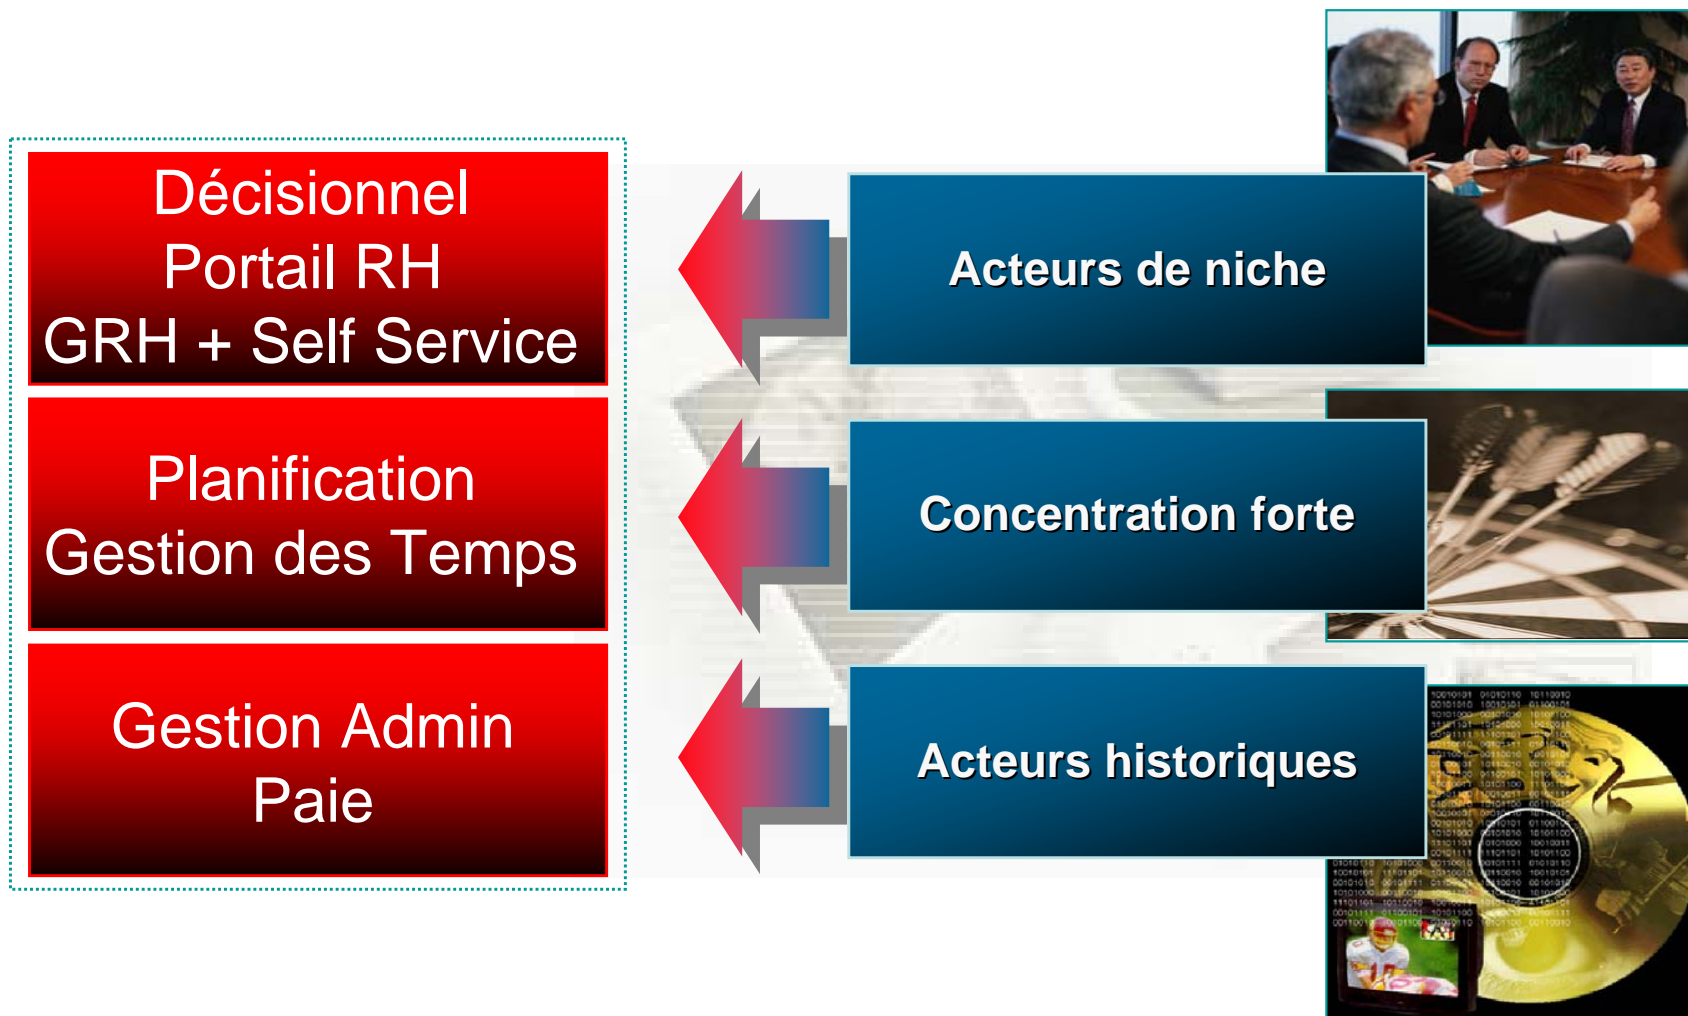 Décisionnel
Portail RH
GRH + Self Service
Acteurs de niche
Planification
Gestion des Temps
Concentration forte
Gestion Admin
Paie
Acteurs historiques